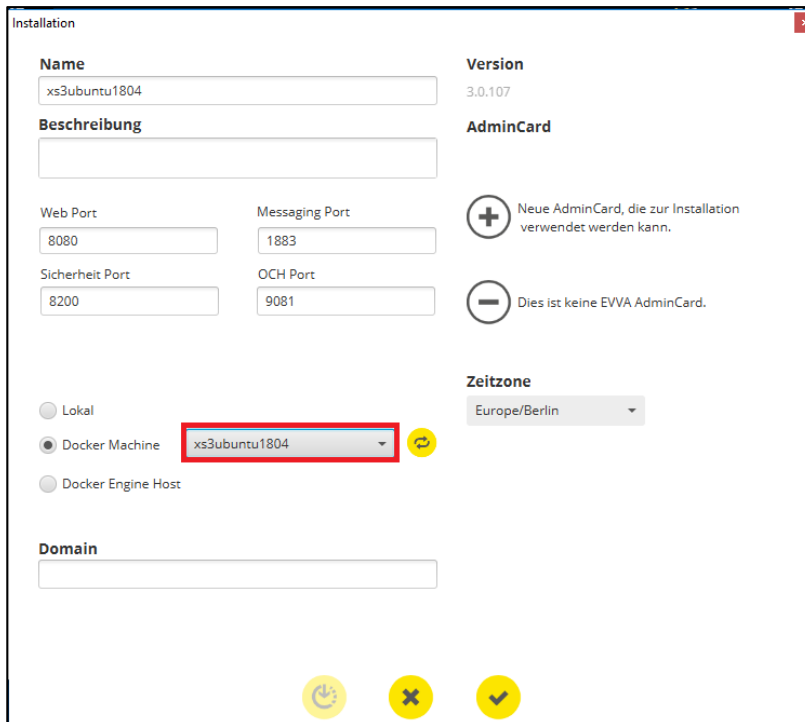 Installation
Name
xs3ubuntu1804
Beschreibung
Web Port
Messaging Port
8080
1883
Sicherheit Port
OCH Port
8200
9081
Lokal
Docker Machine
xs3ubuntu1804
Docker Engine Host
Domain
Version
3.0.107
AdminCard
Neue AdminCard, die zur Installation
verwendet werden kann.
Dies ist keine EVVA AdminCard.
Zeitzone
Europe/Berlin